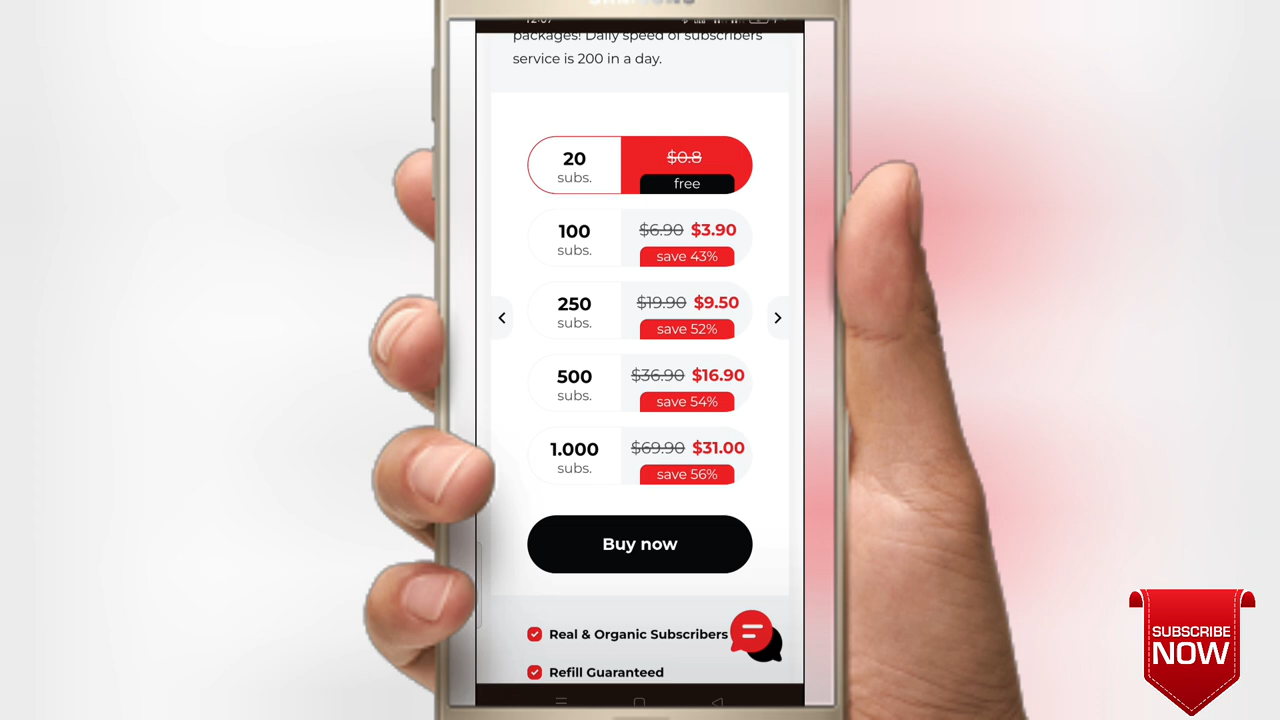 packages! Daily speed of subscribers
service is 200 in a day.
20
subs.
$0.8
free
100
subs.
$6.90 $3.90
save 43%
250
subs.
$19.90 $9.50
save 52%
500
subs.
$36.90 $16.90
save 54%
1.000
subs.
$69.90 $31.00
save 56%
Buy now
Real & Organic Subscribers
Refill Guaranteed
SUBSCRIBE
NOW